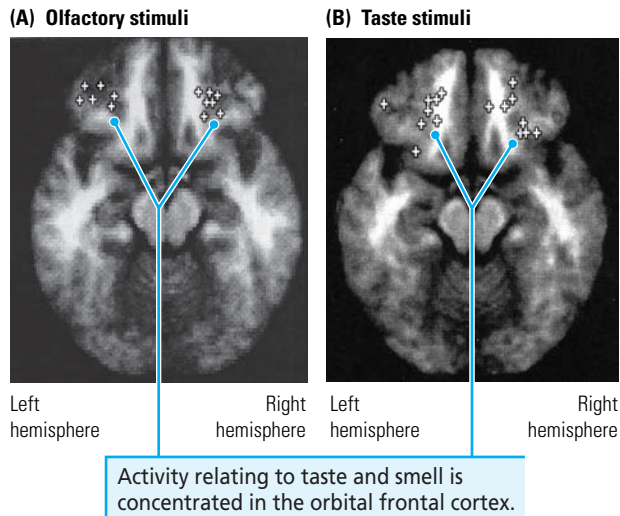 (A) Olfactory stimuli
(B) Taste stimuli
Left
hemisphere
Right
hemisphere
Left
hemisphere
Right
hemisphere
Activity relating to taste and smell is
concentrated in the orbital frontal cortex.